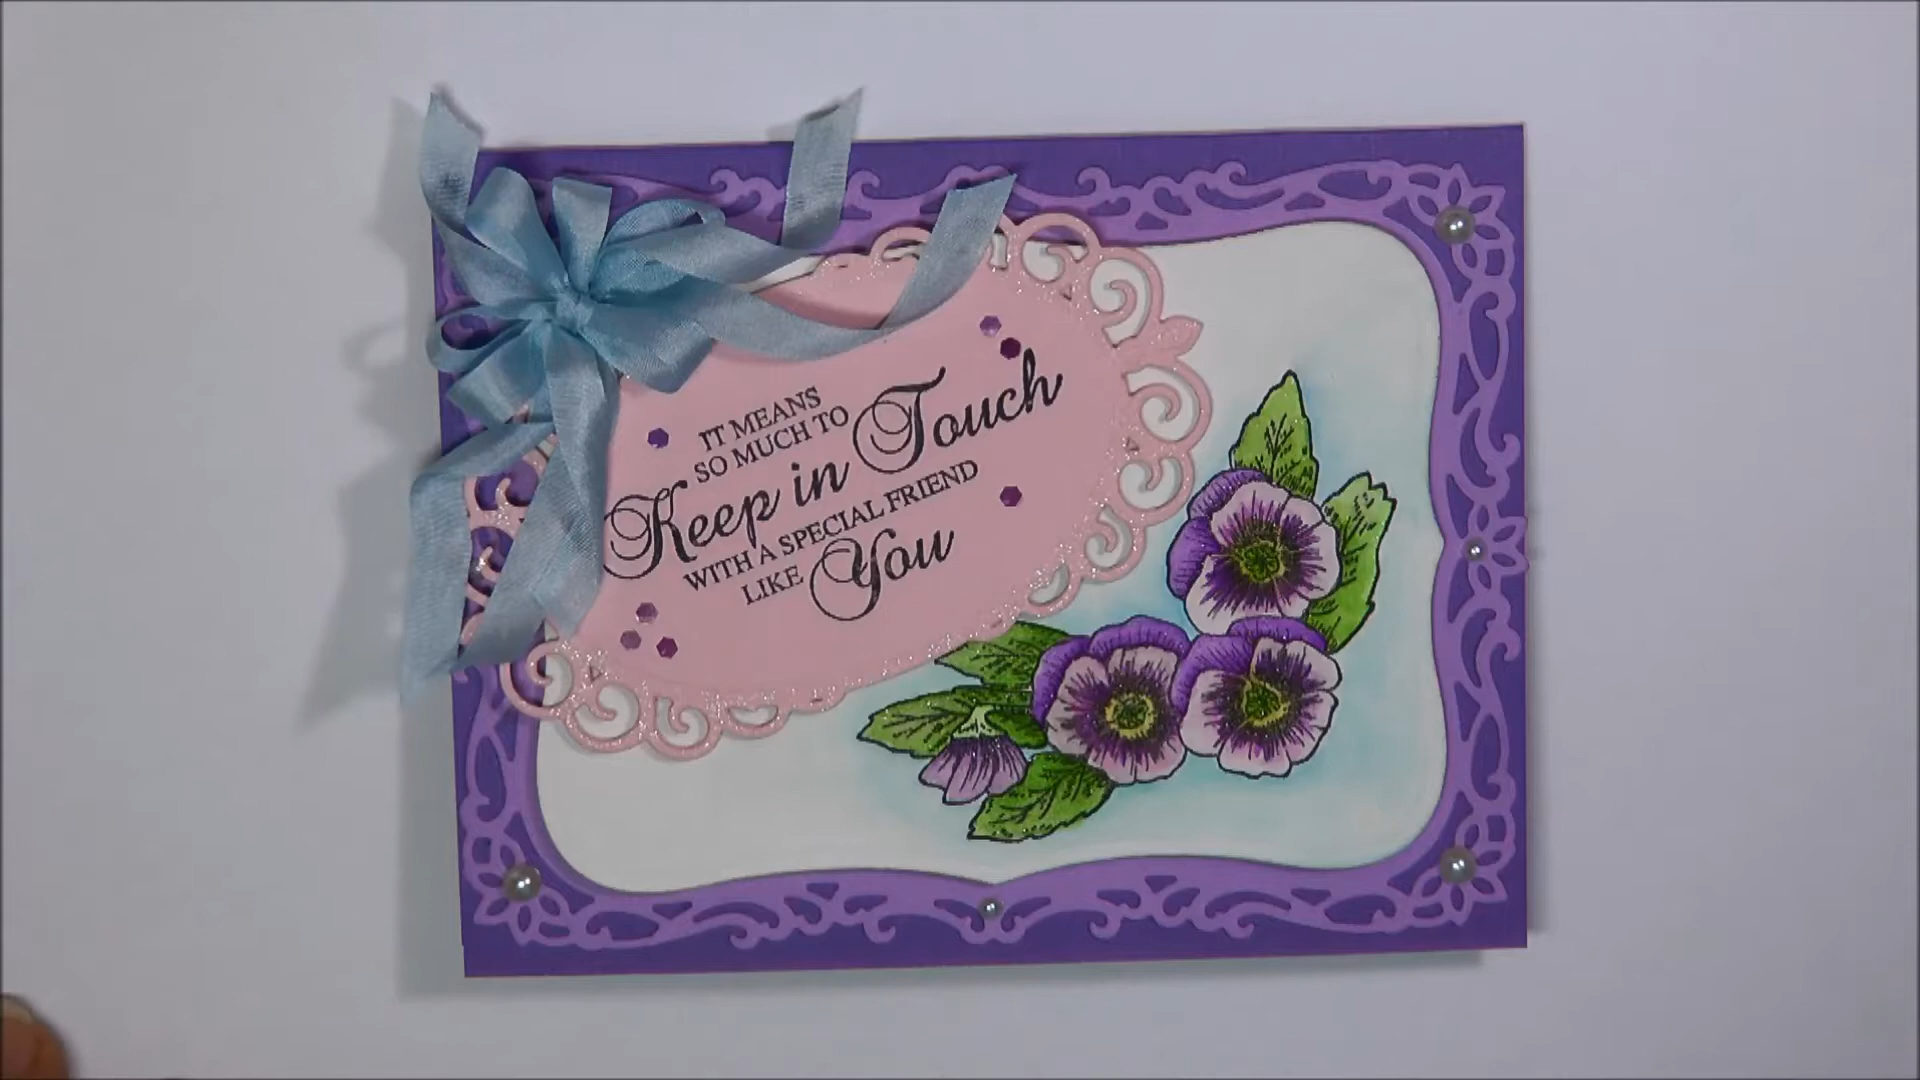 IT MEANS
SO MUCH TO
Keep in Touch
WITH A SPECIAL FRIEND
LIKE You